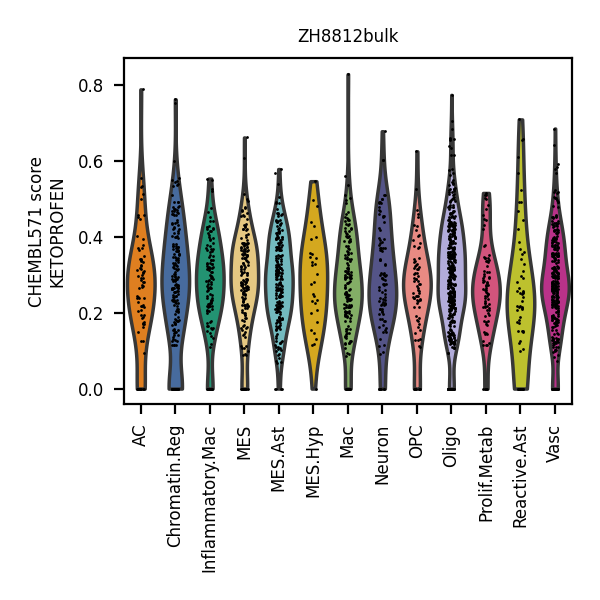 ZH8812bulk
CHEMBL571 score
KETOPROFEN
0.8
0.6
0.4
0.2
0.0
AC
Chromatin.Reg
Inflammatory.Mac
MES
MES.Ast
MES.Hyp
Mac
Neuron
OPC
Oligo
Prolif.Metab
Reactive.Ast
Vasc